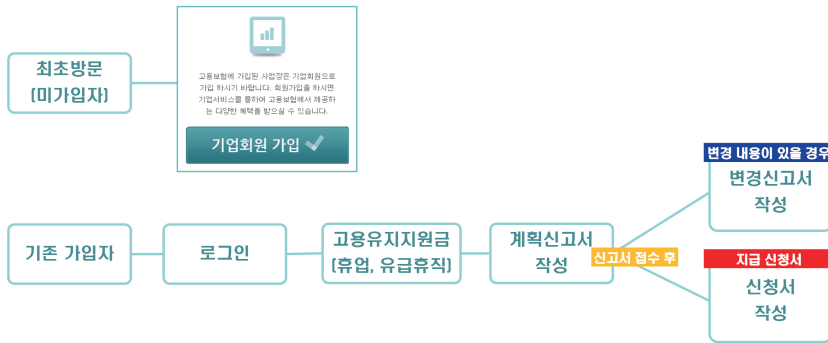 최초방문
(미가입자)
고용보험에 가입된 사업장은 기업회원으로
가입 하시기 바랍니다. 회원가입을 하시면
기업서비스를 통하여 고용보험에서 제공하
는 다양한 혜택을 받으실 수 있습니다.
기업회원 가입
기존 가입자
로그인
고용유지지원금
(휴업, 유급휴직)
계획신고서
작성
신고서 접수 후
변경 내용이 있을 경우
변경신고서
작성
지급 신청서
신청서
작성